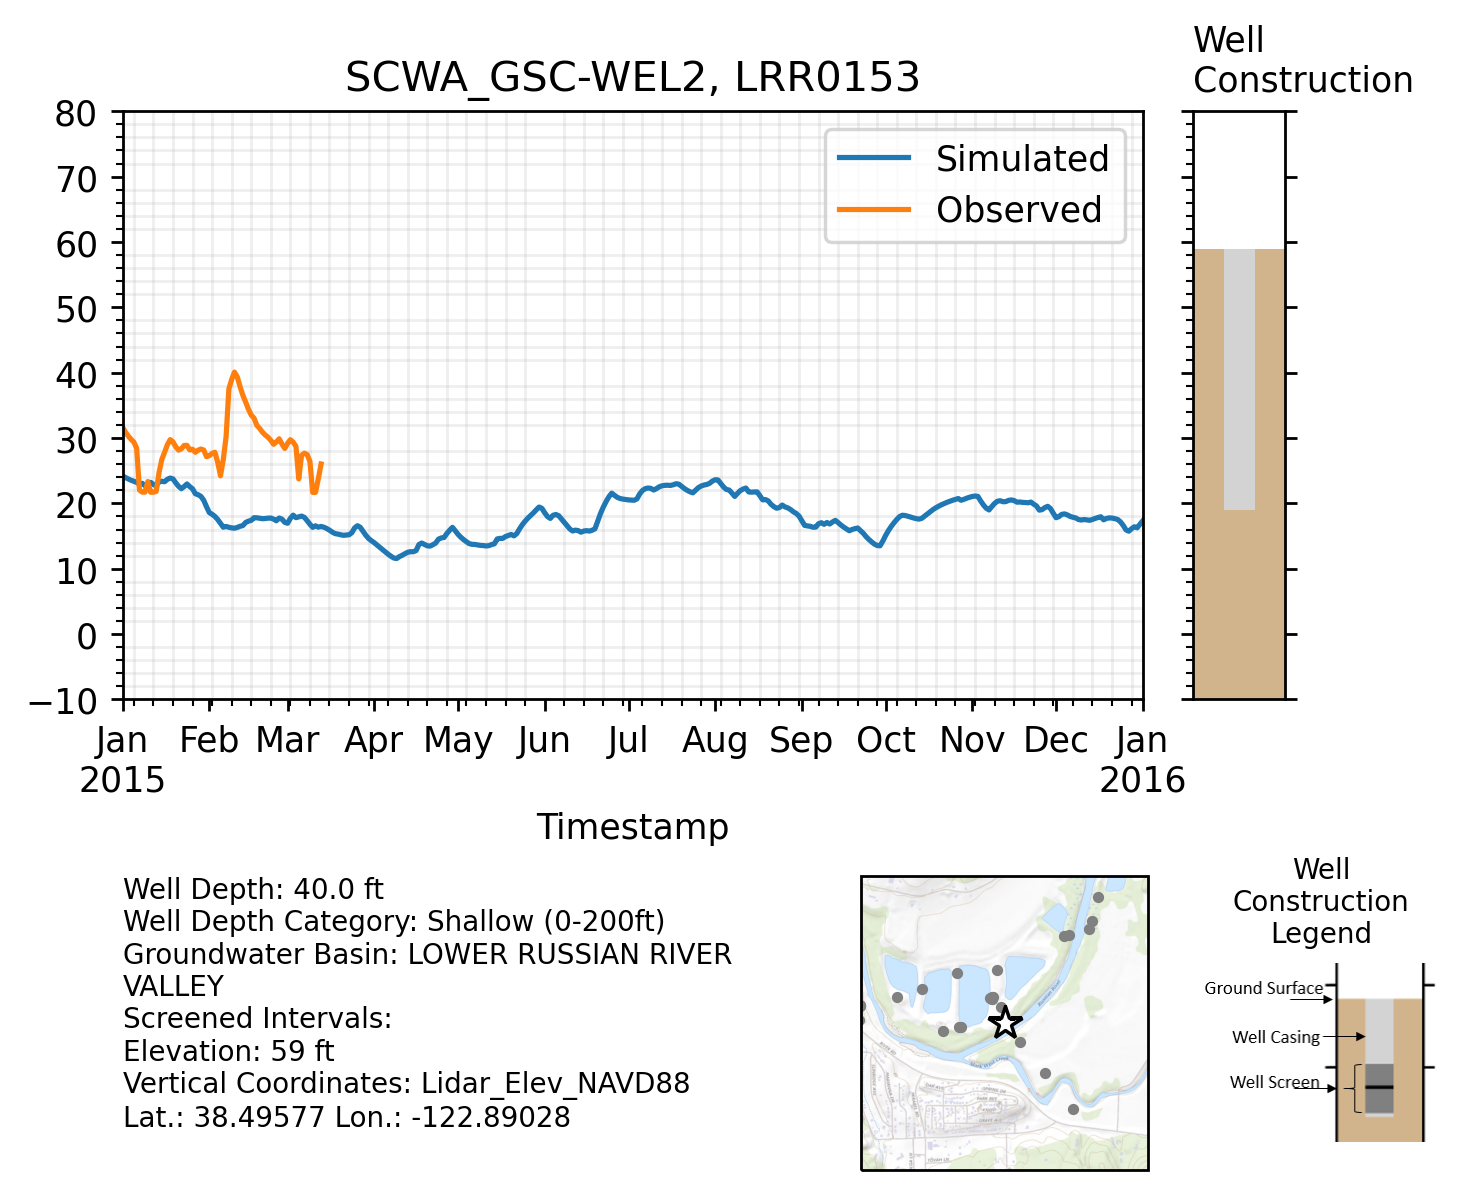 Well
Construction
SCWA_GSC-WEL2, LRR0153
80
70
60
50
40
30
20
10
0
−10
Simulated
Observed
Jan Feb Mar Apr May Jun Jul Aug Sep Oct Nov Dec Jan
2015 2016
Timestamp
Well Depth: 40.0 ft
Well Depth Category: Shallow (0-200ft)
Groundwater Basin: LOWER RUSSIAN RIVER
VALLEY
Screened Intervals:
Elevation: 59 ft
Vertical Coordinates: Lidar_Elev_NAVD88
Lat.: 38.49577 Lon.: -122.89028
Well
Construction
Legend
Ground Surface
Well Casing
Well Screen